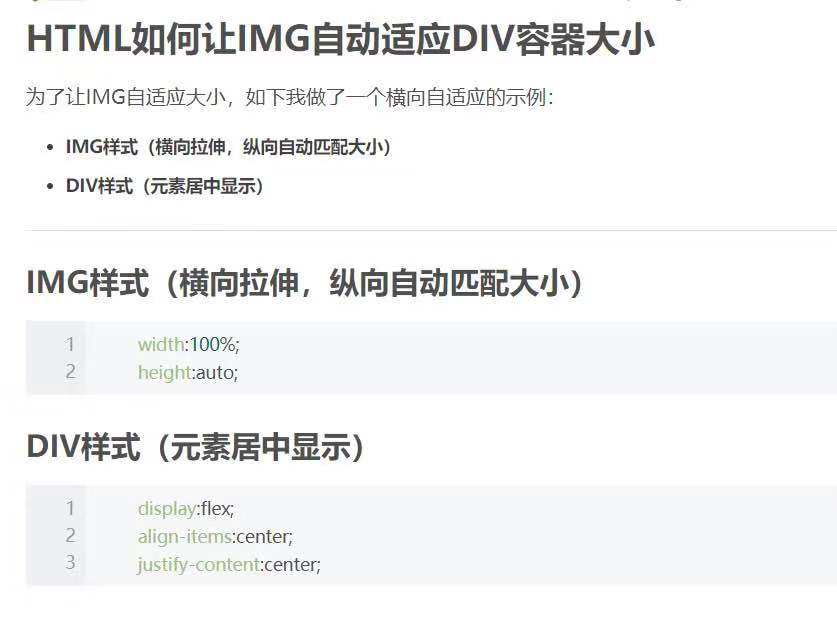 HTML如何让IMG自动适应DIV容器大小
为了让IMG自适应大小，如下我做了一个横向自适应的示例：
• IMG样式（横向拉伸，纵向自动匹配大小）
• DIV样式（元素居中显示）
IMG样式（横向拉伸，纵向自动匹配大小）
1 width:100%;
2 height:auto;
DIV样式（元素居中显示）
1 display:flex;
2 align-items:center;
3 justify-content:center;